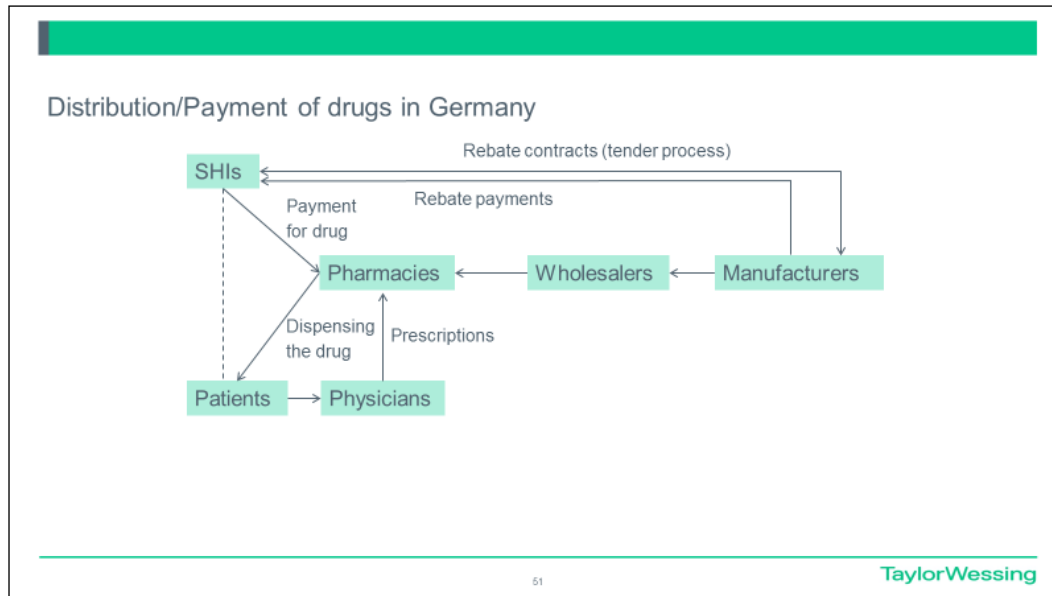 Distribution/Payment of drugs in Germany
Rebate contracts (tender process)
SHIs
Rebate payments
Payment
for drug
Pharmacies
Wholesalers
Manufacturers
Dispensing
the drug
Prescriptions
Patients
Physicians
51
TaylorWessing